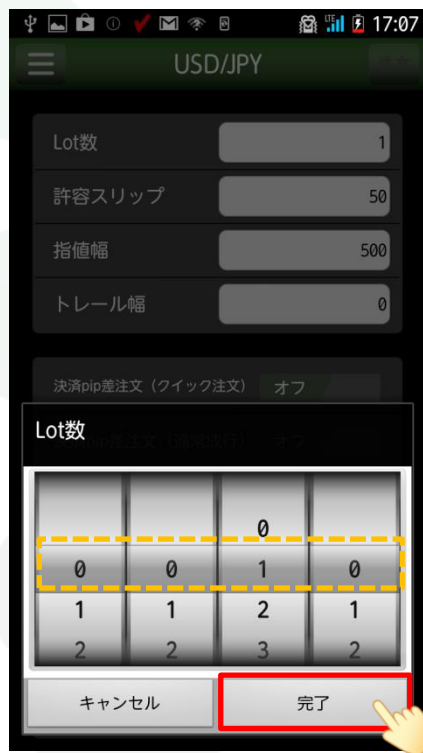 17:07
USD/JPY
Lot数 1
許容スリップ 50
指値幅 500
トレール幅 0
決済pip差注文（クイック注文） オフ
Lot数
0
0 0 1 0
1 1 2 1
2 2 3 2
キャンセル 完了